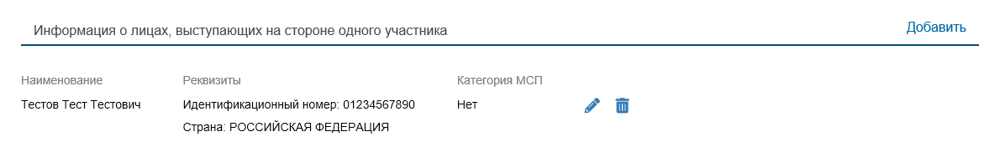 Информация о лицах, выступающих на стороне одного участника
Добавить
Наименование
Реквизиты
Категория МСП
Тестов Тест Тестович
Идентификационный номер: 01234567890
Нет
Страна: РОССИЙСКАЯ ФЕДЕРАЦИЯ